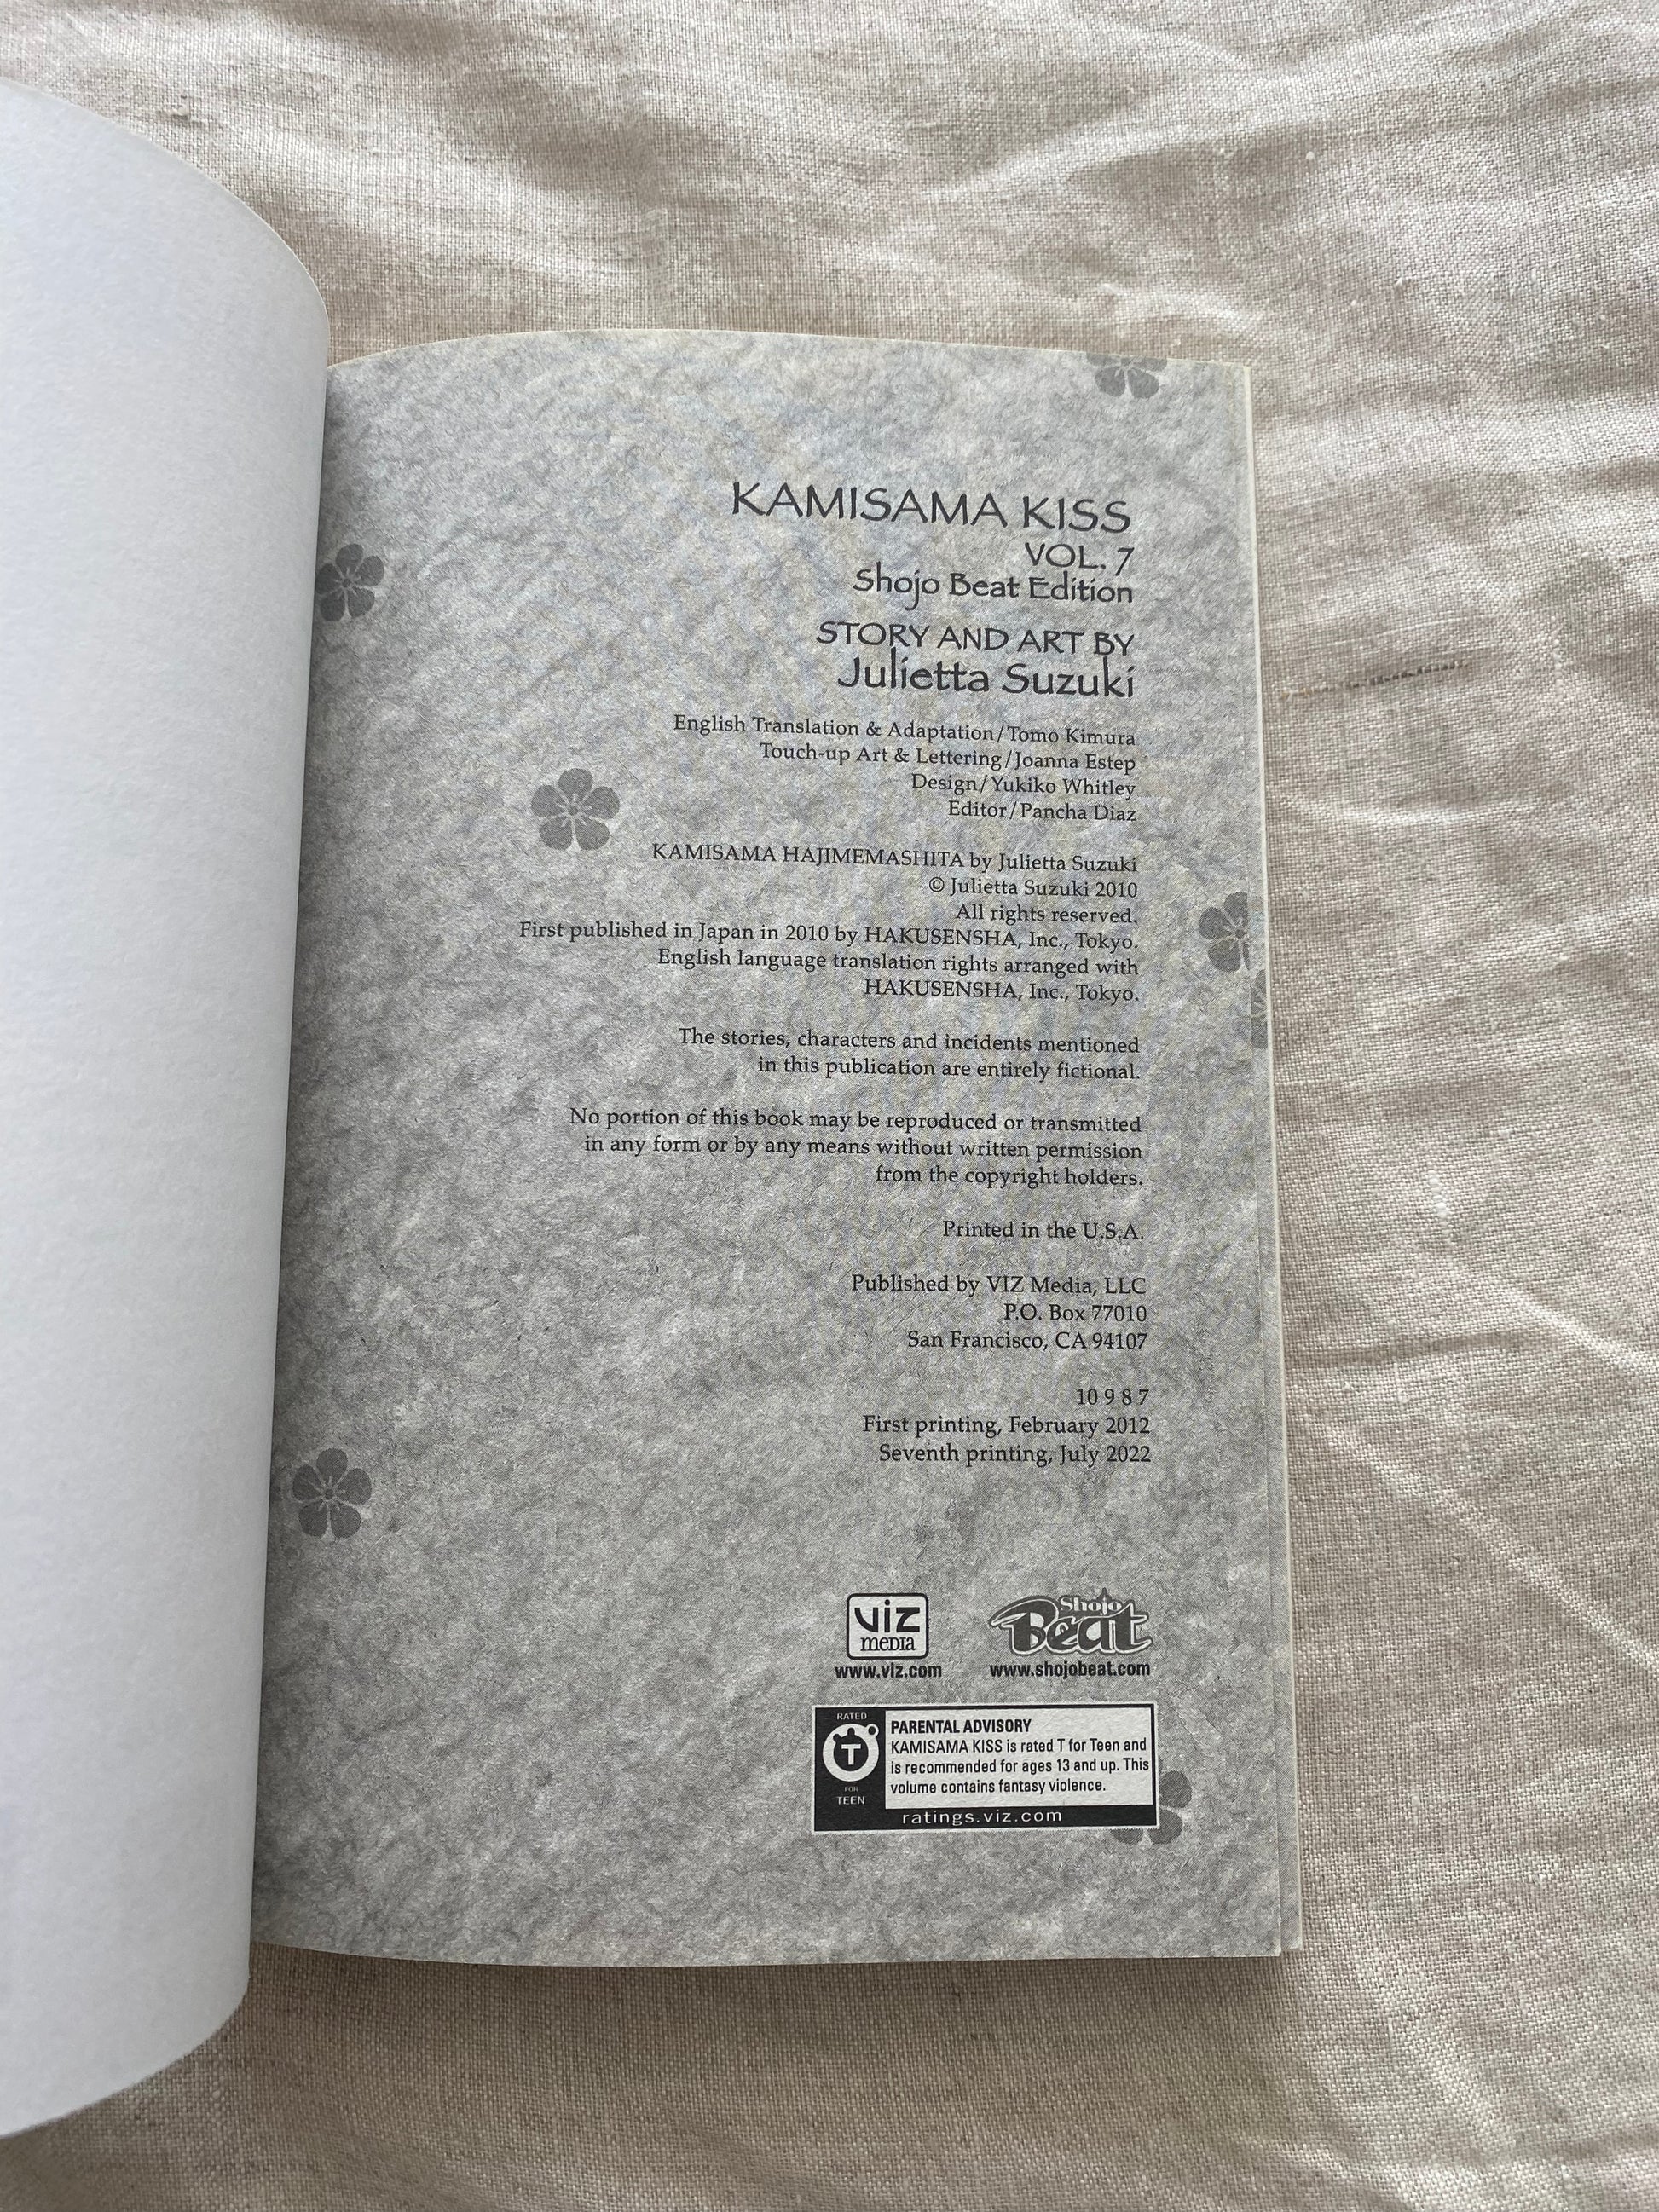 KAMISAMA KISS
VOL. 7
Shojo Beat Edition
STORY AND ART BY
Julietta Suzuki
English Translation & Adaptation/Tomo Kimura
Touch-up Art & Lettering/Joanna Estep
Design/Yukiko Whitley
Editor/Pancha Diaz
KAMISAMA HAJIMEMASHITA by Julietta Suzuki
© Julietta Suzuki 2010
All rights reserved.
First published in Japan in 2010 by HAKUSENSHA, Inc., Tokyo.
English language translation rights arranged with
HAKUSENSHA, Inc., Tokyo.
The stories, characters and incidents mentioned
in this publication are entirely fictional.
No portion of this book may be reproduced or transmitted
in any form or by any means without written permission
from the copyright holders.
Printed in the U.S.A.
Published by VIZ Media, LLC
P.O. Box 77010
San Francisco, CA 94107
10 9 8 7
First printing, February 2012
Seventh printing, July 2022
VIZ
MEDIA
www.viz.com
Shojo
Beat
www.shojobeat.com
RATED
T
FOR
TEEN
PARENTAL ADVISORY
KAMISAMA KISS is rated T for Teen and
is recommended for ages 13 and up. This
volume contains fantasy violence.
ratings.viz.com